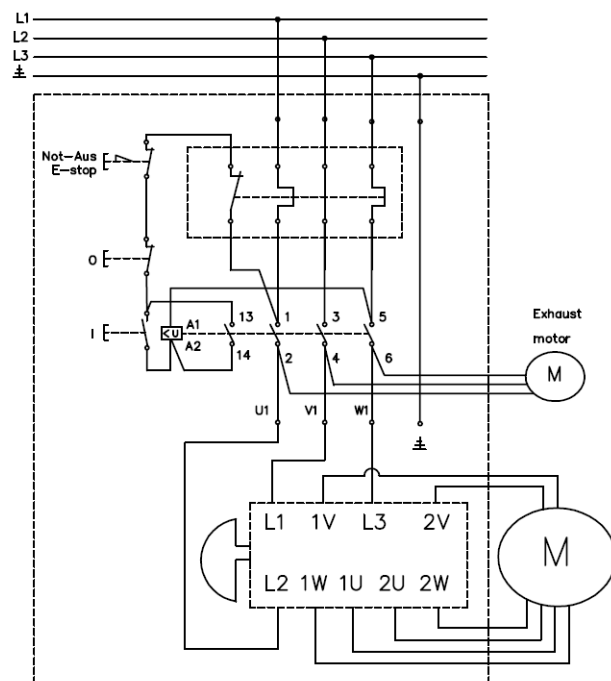 L1
L2
L3
Not-Aus
E-stop
O
I
<U
A1
A2
13
14
1
2
3
4
5
6
Exhaust
motor
M
U1
V1
W1
L1 1V L3 2V
L2 1W 1U 2U 2W
M